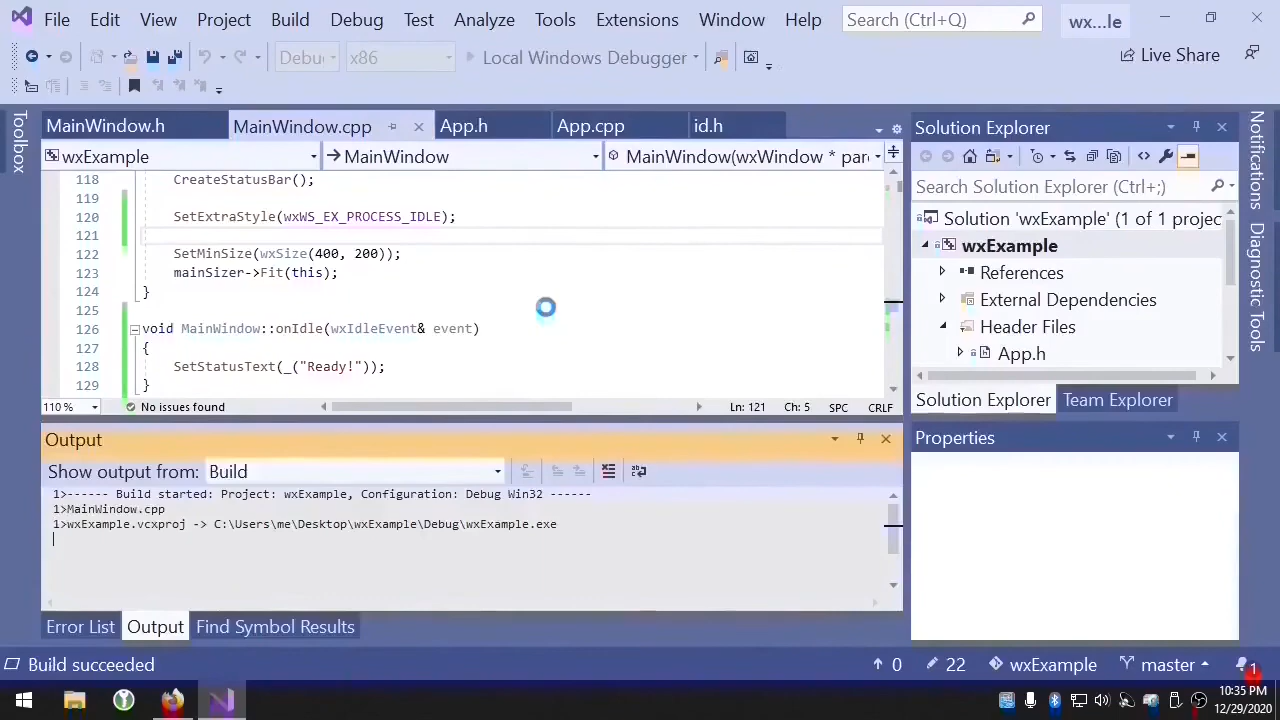 File Edit View Project Build Debug Test Analyze Tools Extensions Window Help Search (Ctrl+Q) wx...le
Debu x86 Local Windows Debugger Live Share
Toolbox
MainWindow.h MainWindow.cpp App.h App.cpp id.h
wxExample MainWindow MainWindow(wxWindow * pare
118 CreateStatusBar();
119
120 SetExtraStyle(wxWS_EX_PROCESS_IDLE);
121
122 SetMinSize(wxSize(400, 200));
123 mainSizer->Fit(this);
124 }
125
126 void MainWindow::onIdle(wxIdleEvent& event)
127 {
128 SetStatusText(_("Ready!"));
129 }
110 % No issues found Ln: 121 Ch: 5 SPC CRLF
Output
Show output from: Build
1>------ Build started: Project: wxExample, Configuration: Debug Win32 ------
1>MainWindow.cpp
1>wxExample.vcxproj -> C:\Users\me\Desktop\wxExample\Debug\wxExample.exe
Error List Output Find Symbol Results
Solution Explorer
Search Solution Explorer (Ctrl+;)
Solution 'wxExample' (1 of 1 projec
wxExample
References
External Dependencies
Header Files
App.h
Solution Explorer Team Explorer
Properties
Notifications
Diagnostic Tools
Build succeeded 0 22 wxExample master 1
10:35 PM
12/29/2020